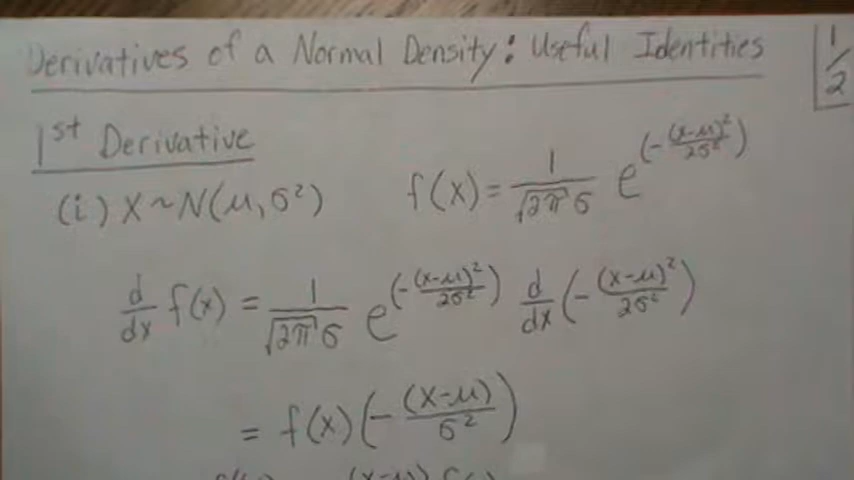 Derivatives of a Normal Density: Useful Identities
1/2
1st Derivative
(i) X ~ N(μ, σ²) f(x) = 1/(√2π σ) e^(-(x-μ)²/2σ²)
d/dx f(x) = 1/(√2π σ) e^(-(x-μ)²/2σ²) d/dx (-(x-μ)²/2σ²)
= f(x) (-(x-μ)/σ²)